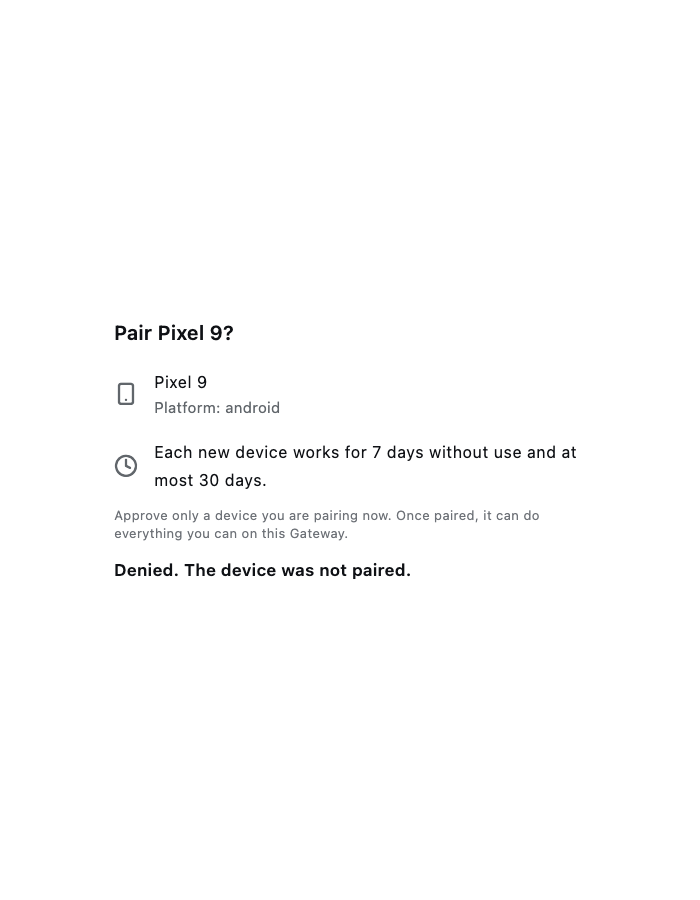 Pair Pixel 9?
Pixel 9
Platform: android
Each new device works for 7 days without use and at
most 30 days.
Approve only a device you are pairing now. Once paired, it can do
everything you can on this Gateway.
Denied. The device was not paired.